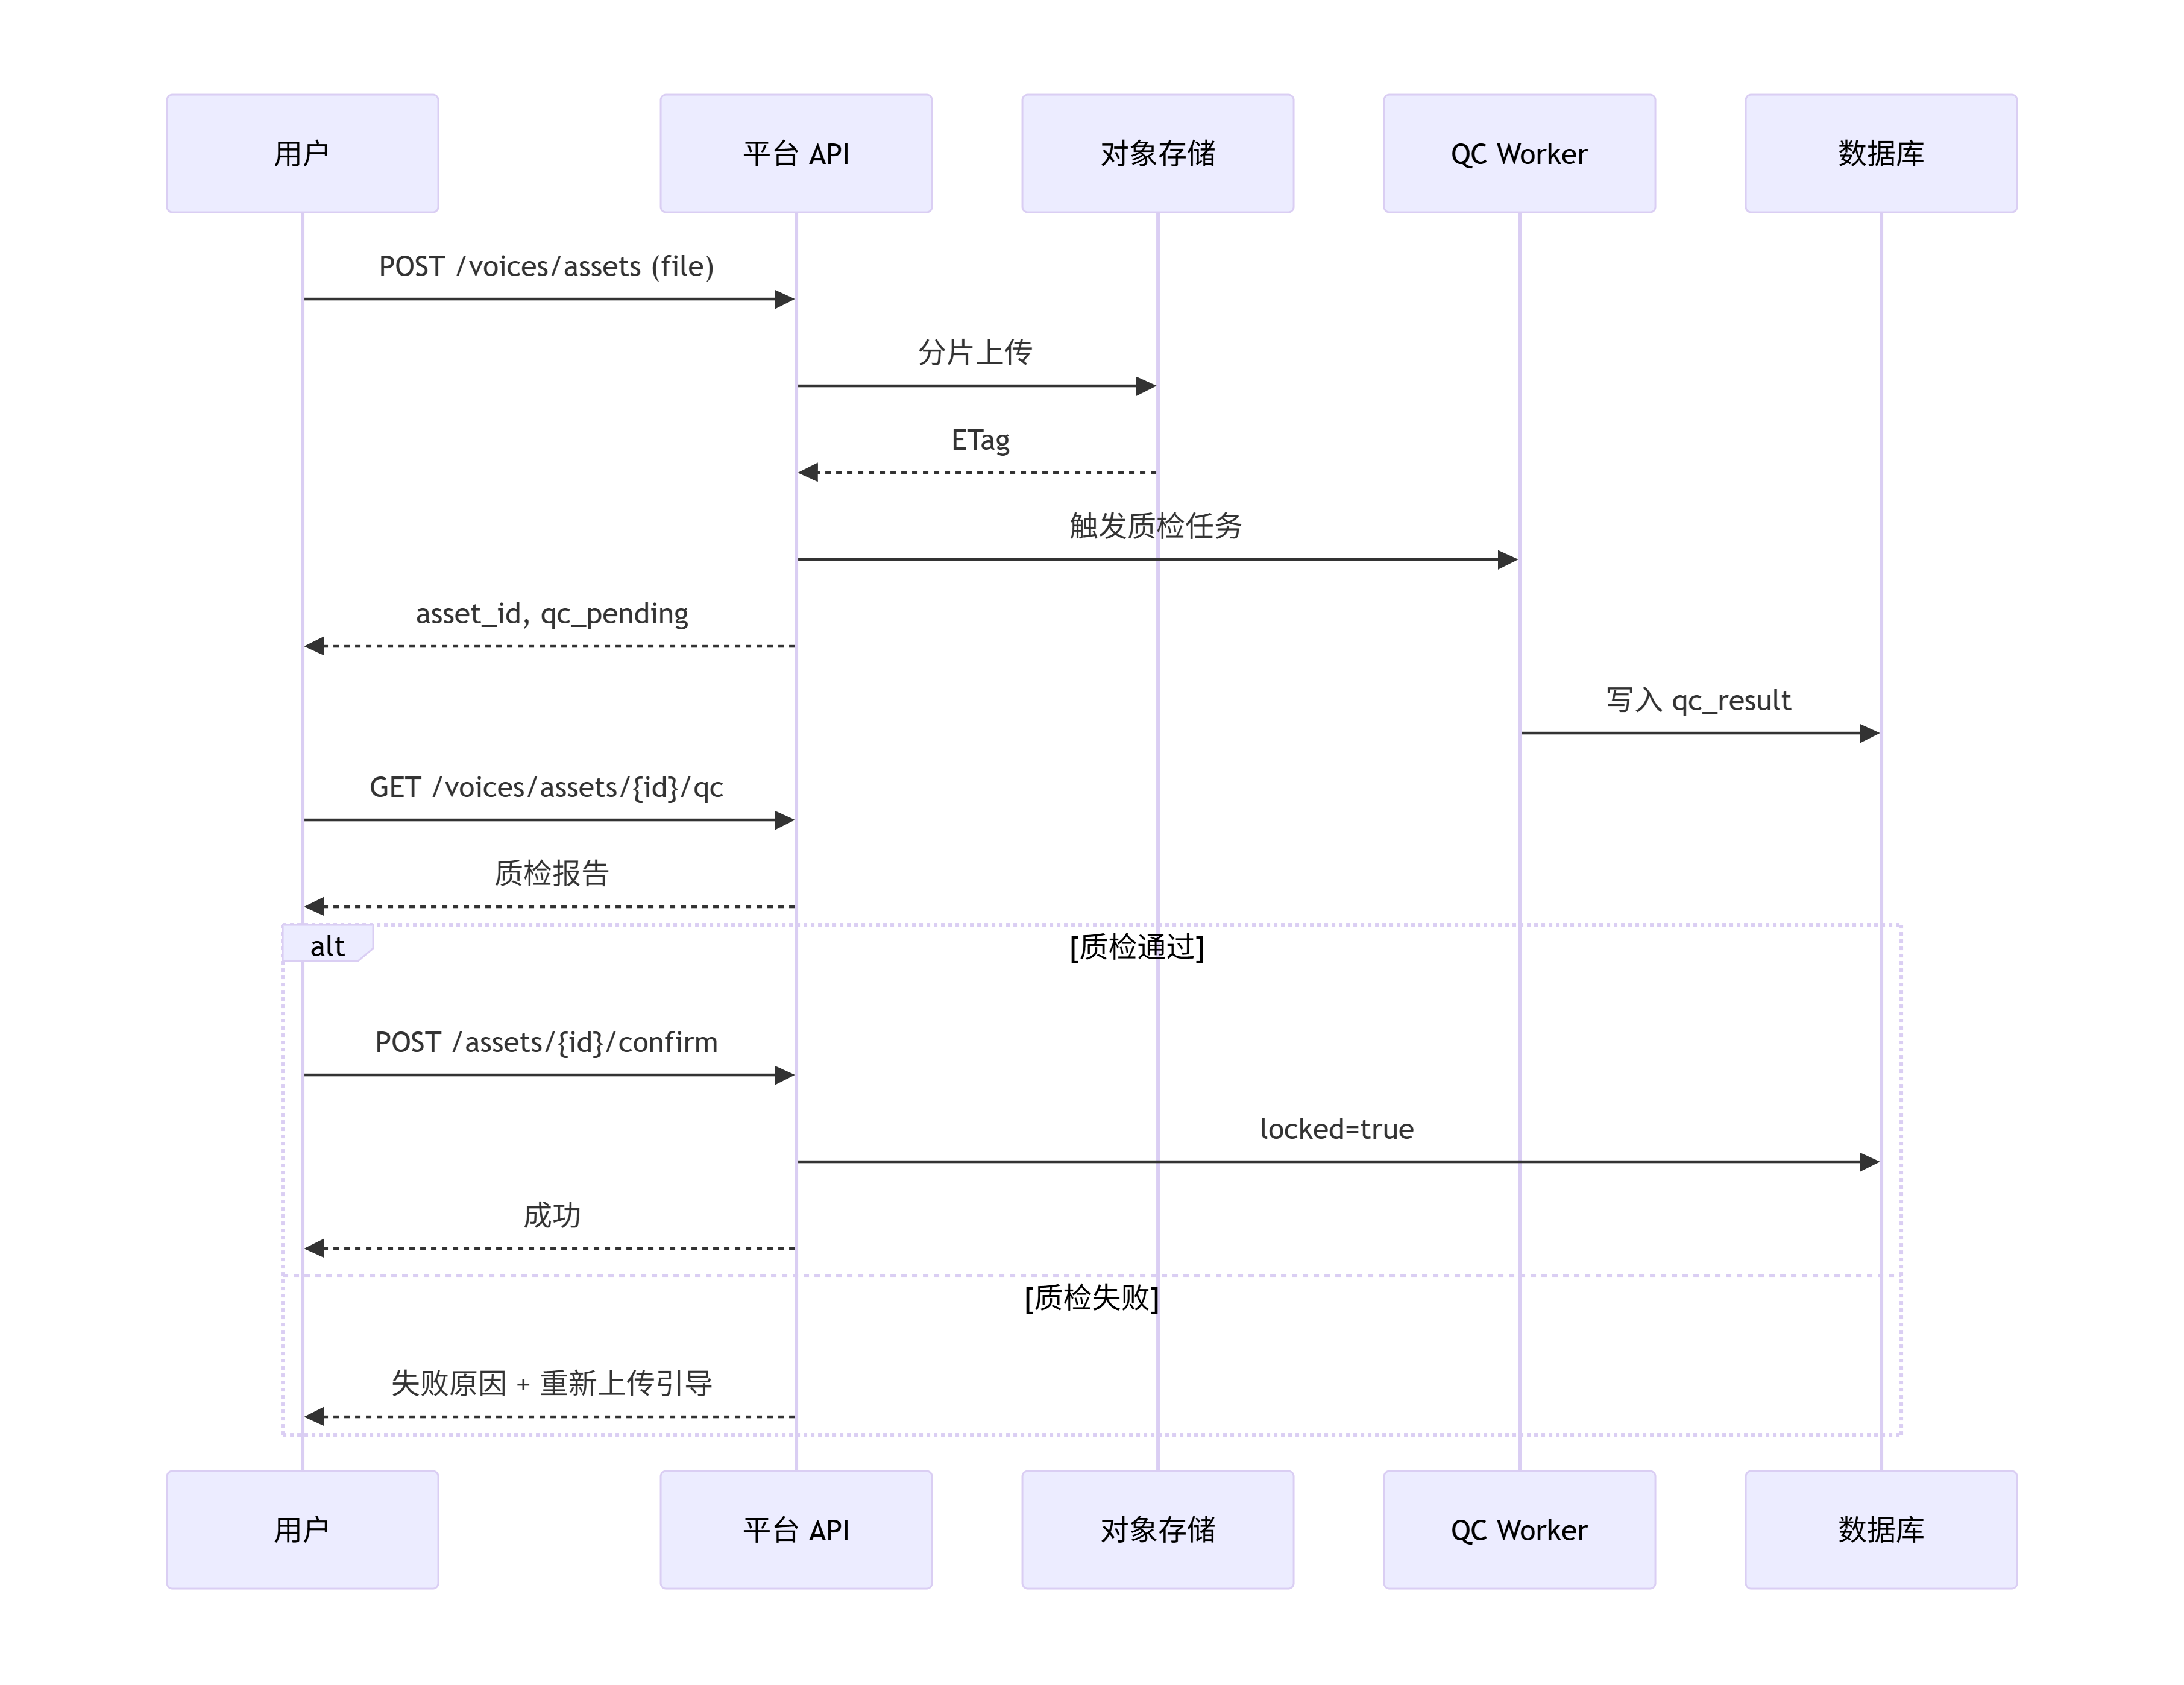 用户
平台 API
对象存储
QC Worker
数据库
POST /voices/assets (file)
分片上传
ETag
触发质检任务
asset_id, qc_pending
写入 qc_result
GET /voices/assets/{id}/qc
质检报告
alt
[质检通过]
POST /assets/{id}/confirm
locked=true
成功
[质检失败]
失败原因 + 重新上传引导
用户
平台 API
对象存储
QC Worker
数据库